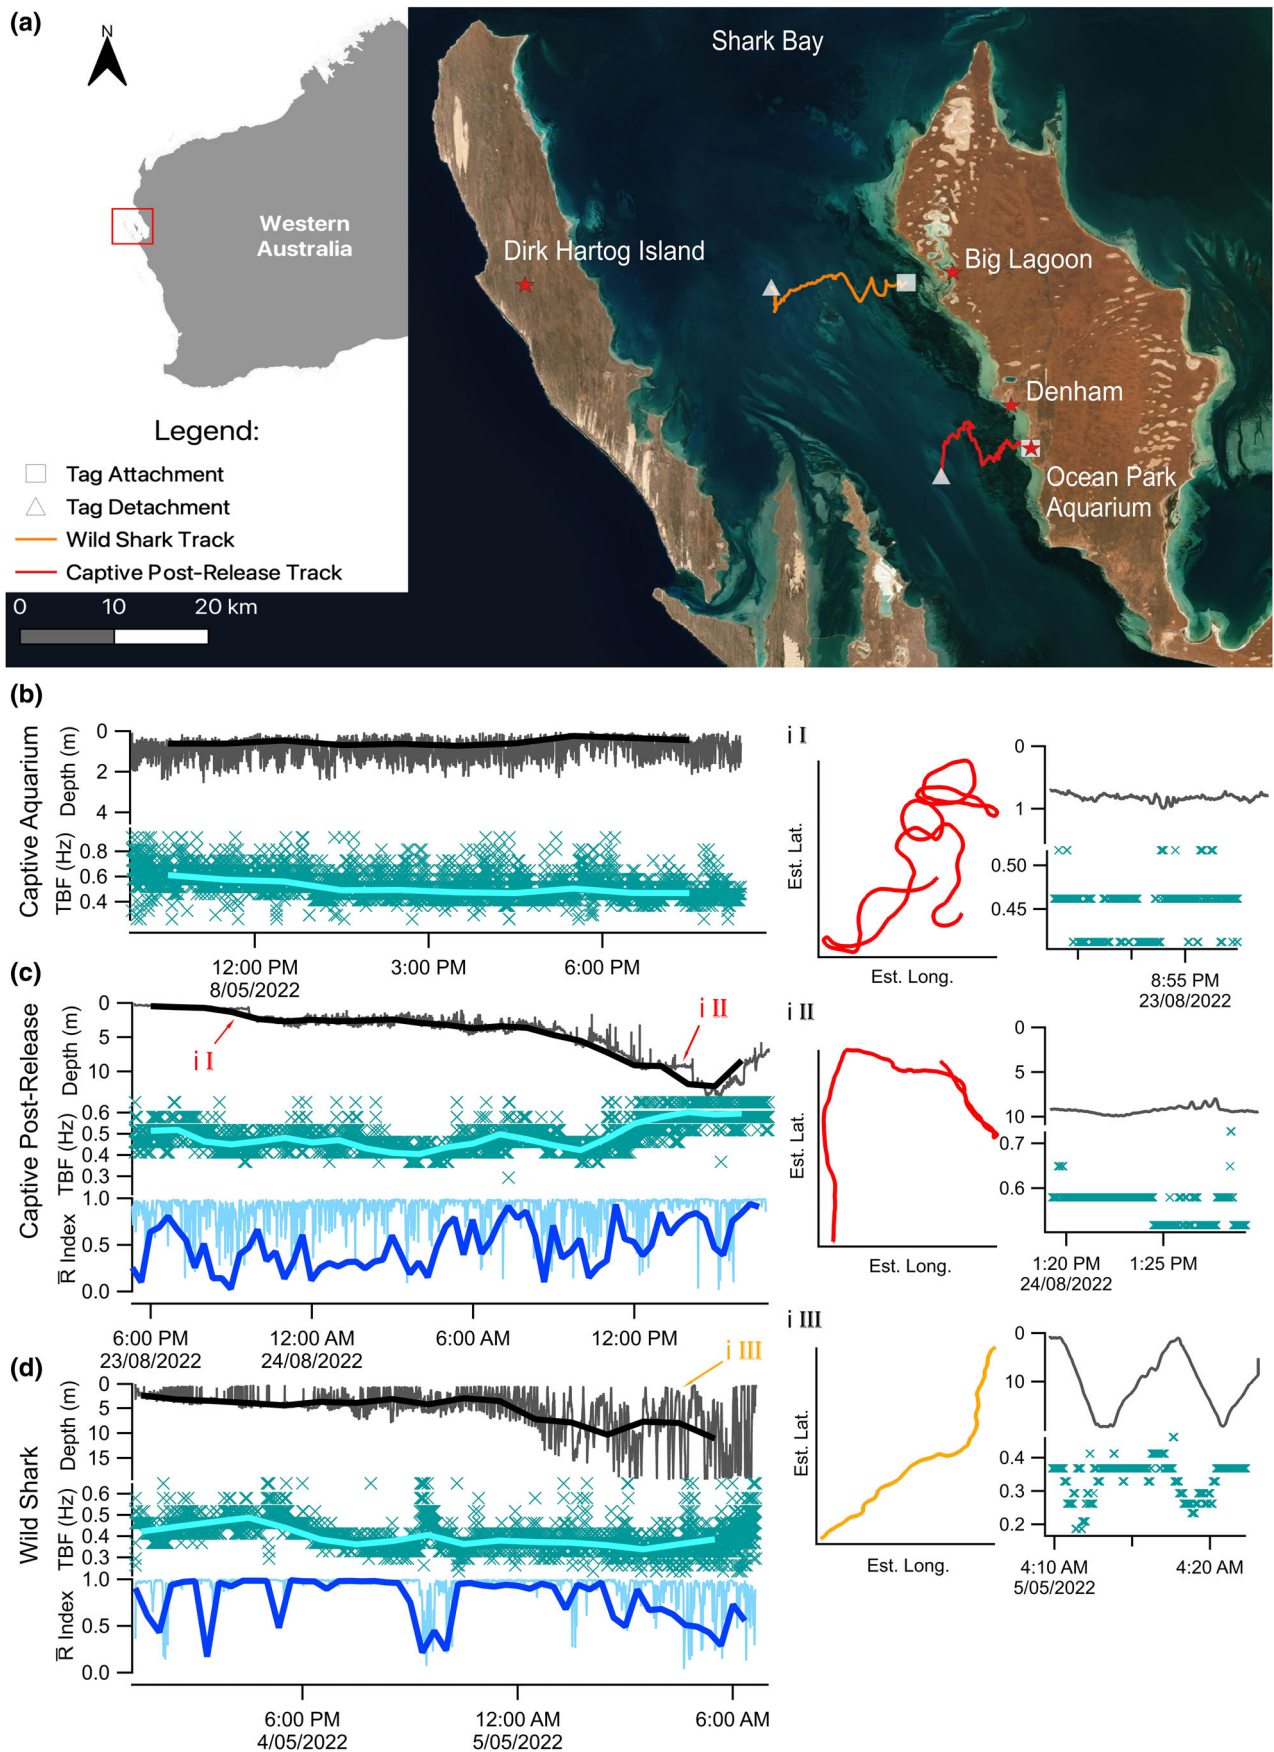 (a)
N
Western
Australia
Shark Bay
Dirk Hartog Island
Big Lagoon
Denham
Ocean Park
Aquarium
Legend:
Tag Attachment
Tag Detachment
Wild Shark Track
Captive Post-Release Track
0 10 20 km
(b)
Captive Aquarium
Depth (m)
0
2
4
TBF (Hz)
0.8
0.6
0.4
12:00 PM 3:00 PM 6:00 PM
8/05/2022
i I
Est. Lat.
Est. Long.
0
1
0.50
0.45
8:55 PM
23/08/2022
(c)
Captive Post-Release
Depth (m)
0
5
10
i I
i II
TBF (Hz)
0.6
0.5
0.4
0.3
R̅ Index
1.0
0.5
0.0
6:00 PM 12:00 AM 6:00 AM 12:00 PM
23/08/2022 24/08/2022
i II
Est. Lat
Est. Long.
0
5
10
0.7
0.6
1:20 PM 1:25 PM
24/08/2022
(d)
Wild Shark
i III
Depth (m)
0
5
10
15
TBF (Hz)
0.6
0.5
0.4
0.3
R̅ Index
1.0
0.5
0.0
6:00 PM 12:00 AM 6:00 AM
4/05/2022 5/05/2022
i III
Est. Lat.
Est. Long.
0
10
0.4
0.3
0.2
4:10 AM 4:20 AM
5/05/2022